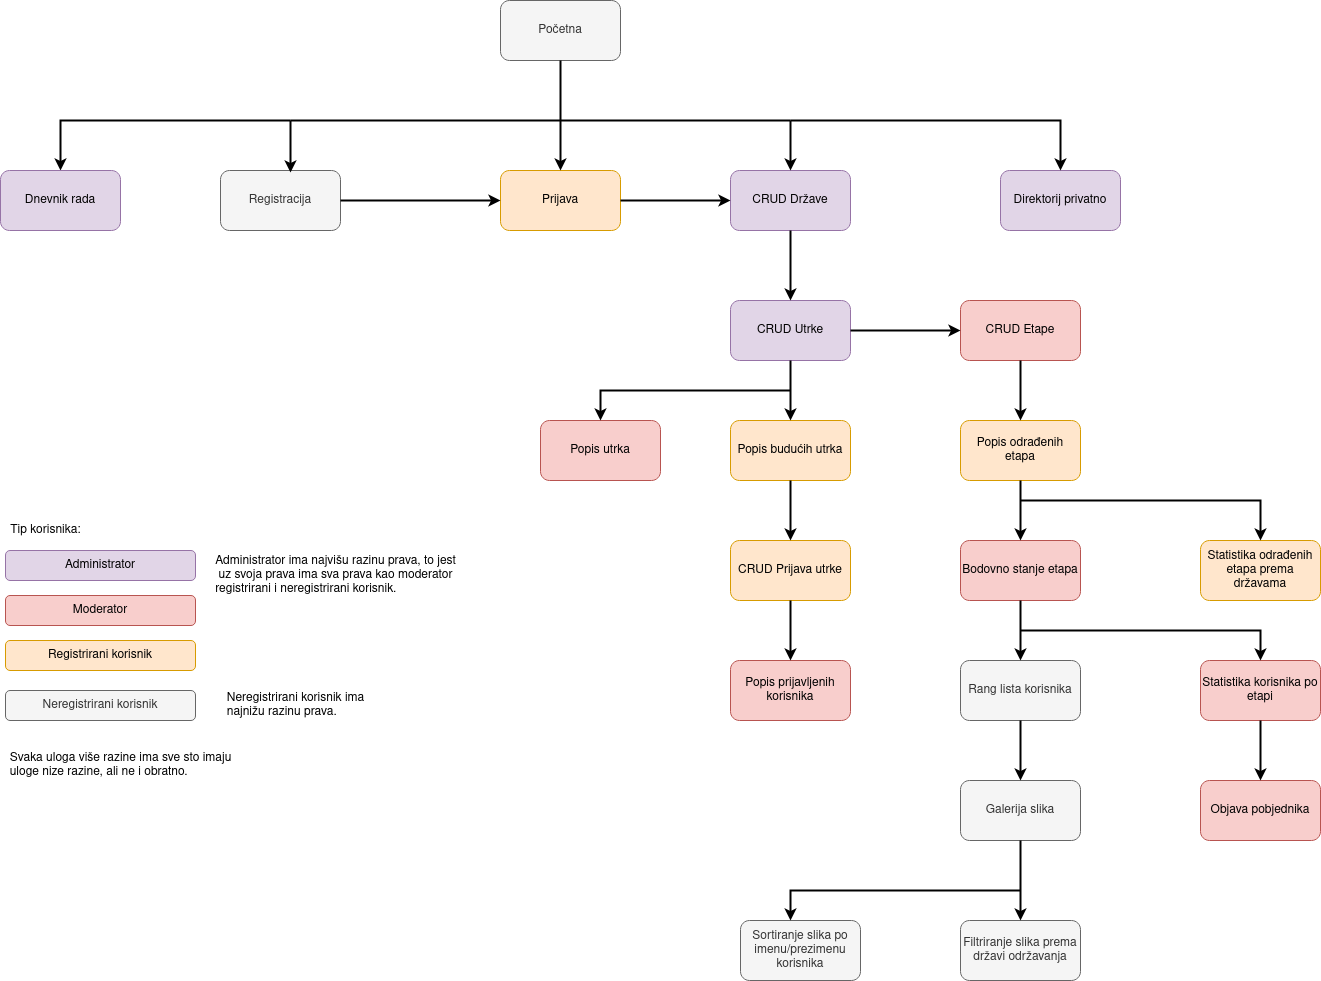 Početna
Dnevnik rada
Registracija
Prijava
CRUD Države
Direktorij privatno
CRUD Utrke
CRUD Etape
Popis utrka
Popis budućih utrka
Popis odrađenih
etapa
Tip korisnika:
Administrator
Administrator ima najvišu razinu prava, to jest
uz svoja prava ima sva prava kao moderator
registrirani i neregistrirani korisnik.
Moderator
Registrirani korisnik
Neregistrirani korisnik
Neregistrirani korisnik ima
najnižu razinu prava.
Svaka uloga više razine ima sve sto imaju
uloge nize razine, ali ne i obratno.
CRUD Prijava utrke
Bodovno stanje etapa
Statistika odrađenih
etapa prema
državama
Popis prijavljenih
korisnika
Rang lista korisnika
Statistika korisnika po
etapi
Galerija slika
Objava pobjednika
Sortiranje slika po
imenu/prezimenu
korisnika
Filtriranje slika prema
državi održavanja